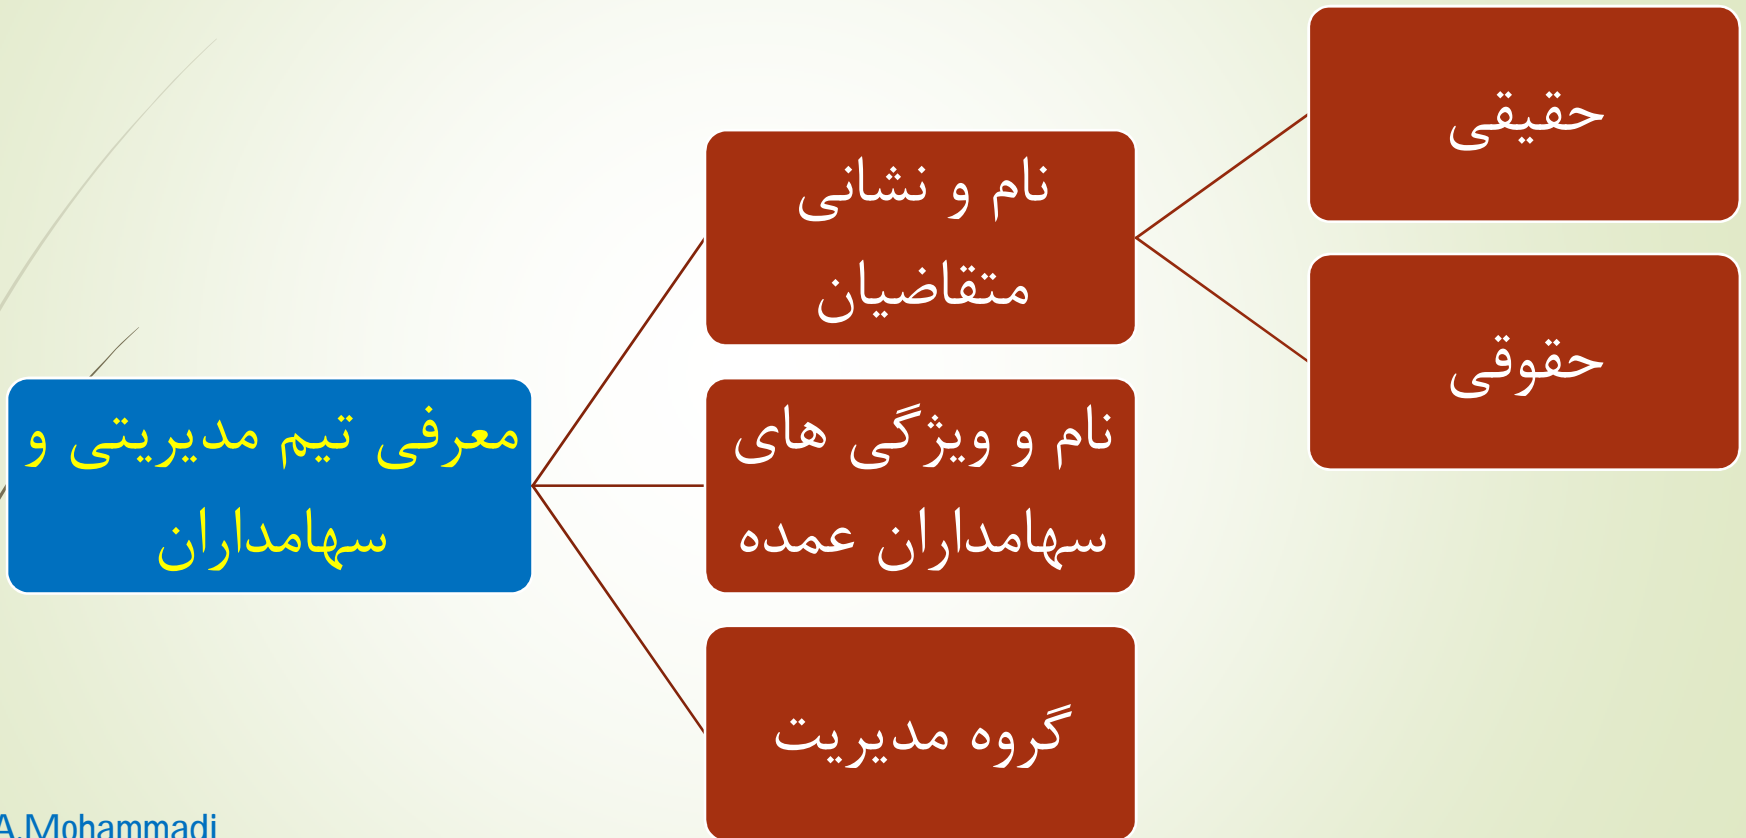 معرفی تیم مدیریتی و
سهامداران
نام و نشانی
متقاضیان
حقیقی
حقوقی
نام و ویژگی های
سهامداران عمده
گروه مدیریت
A.Mohammadi